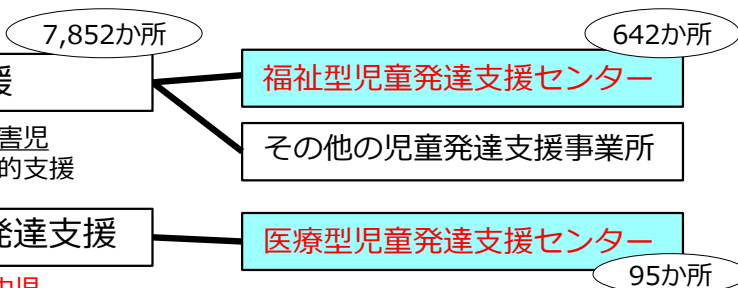 7,852か所
642か所
援
福祉型児童発達支援センター
害児
的支援
その他の児童発達支援事業所
発達支援
医療型児童発達支援センター
95か所